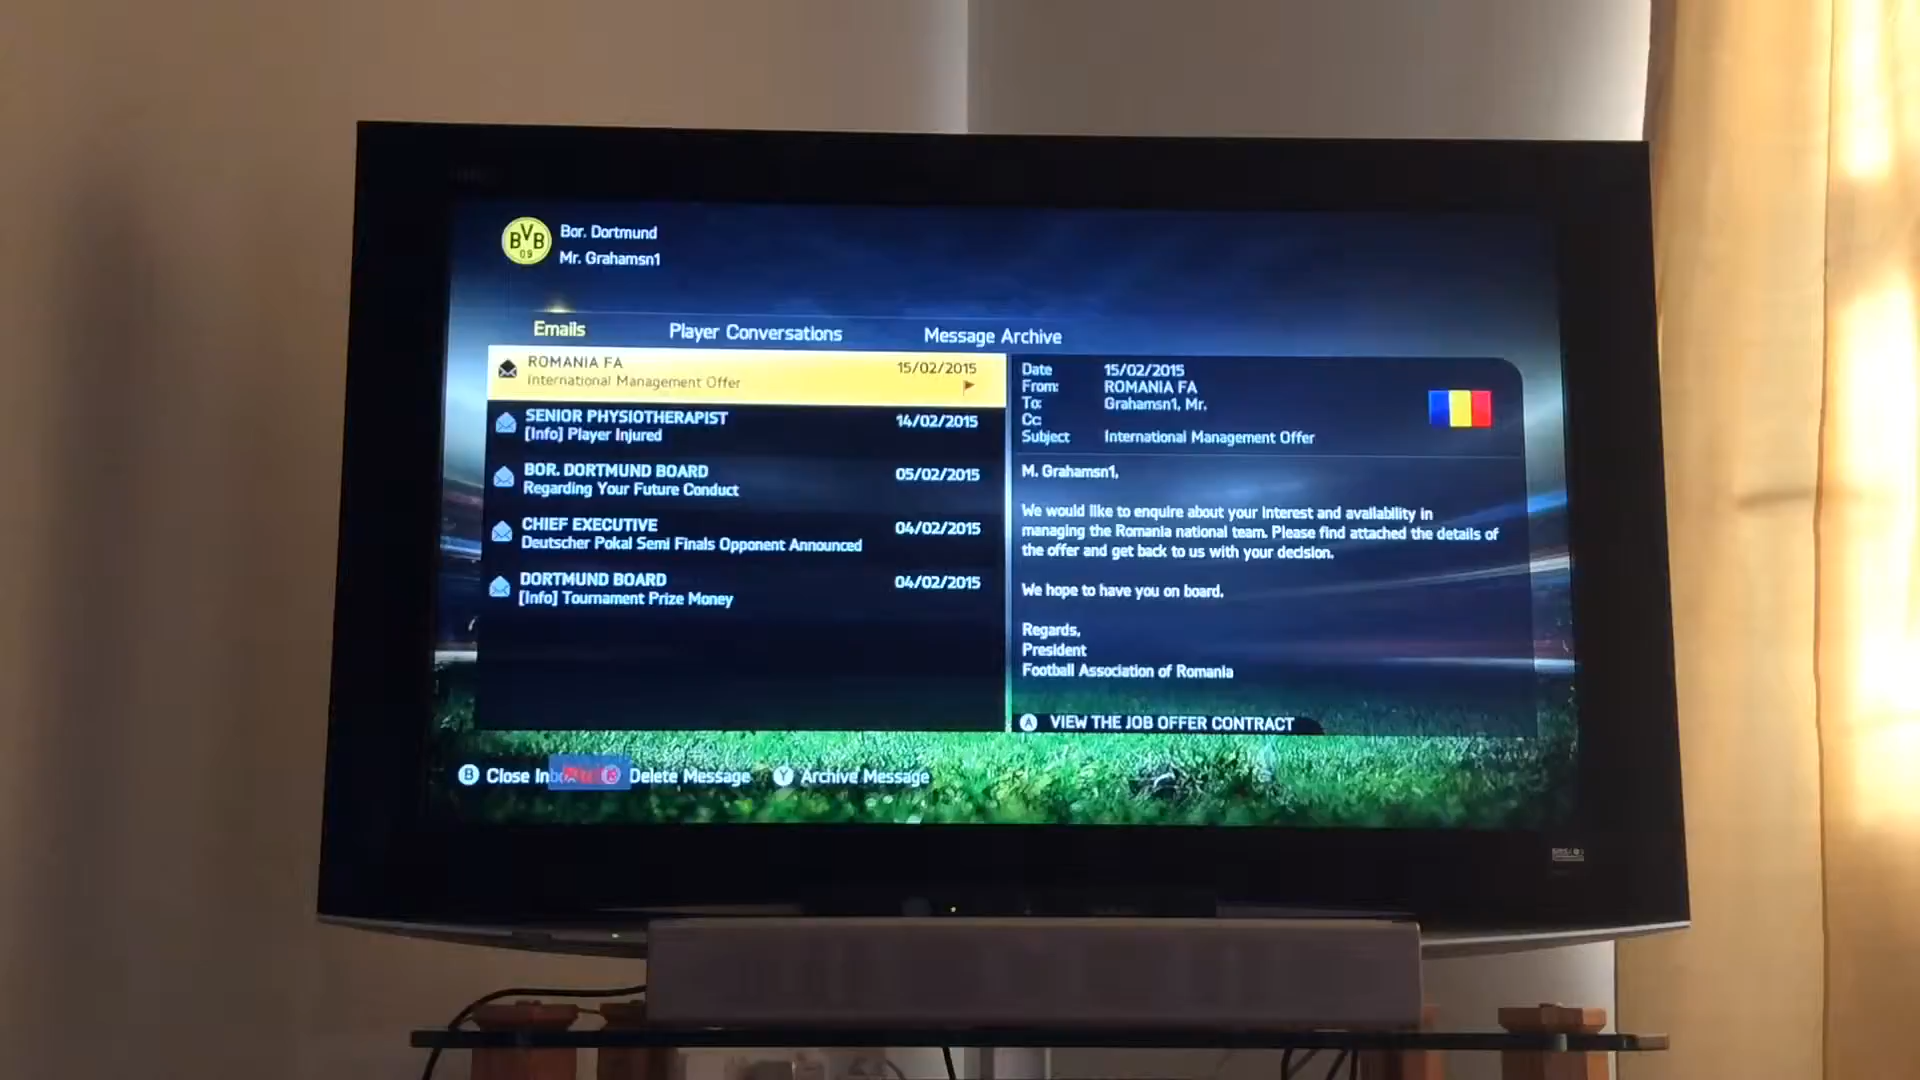 BVB
09
Bor. Dortmund
Mr. Grahamsn1
Emails
Player Conversations
Message Archive
ROMANIA FA
15/02/2015
International Management Offer
SENIOR PHYSIOTHERAPIST
14/02/2015
[Info] Player Injured
BOR. DORTMUND BOARD
05/02/2015
Regarding Your Future Conduct
CHIEF EXECUTIVE
04/02/2015
Deutscher Pokal Semi Finals Opponent Announced
DORTMUND BOARD
04/02/2015
[Info] Tournament Prize Money
Date 15/02/2015
From: ROMANIA FA
To: Grahamsn1, Mr.
Cc:
Subject International Management Offer
M. Grahamsn1,
We would like to enquire about your interest and availability in
managing the Romania national team. Please find attached the details of
the offer and get back to us with your decision.
We hope to have you on board.
Regards,
President
Football Association of Romania
A VIEW THE JOB OFFER CONTRACT
B Close
Delete Message
Y Archive Message